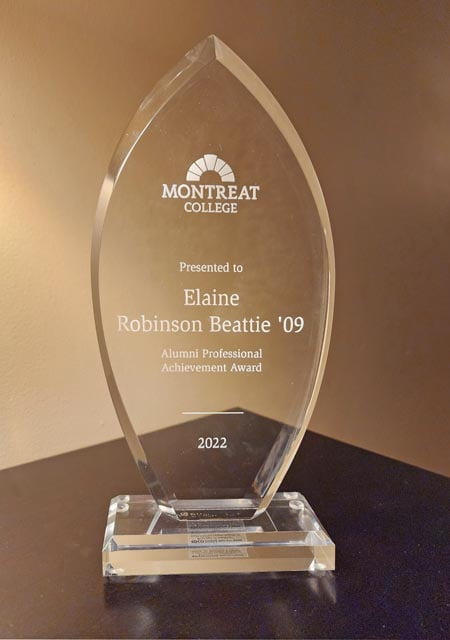 MONTREAT
COLLEGE
Presented to
Elaine
Robinson Beattie '09
Alumni Professional
Achievement Award
2022